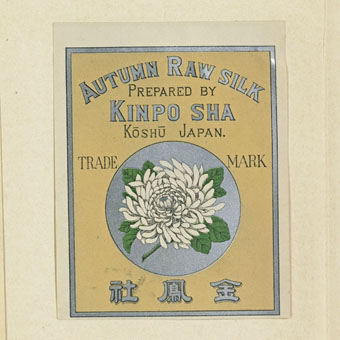 AUTUMN RAW SILK
PREPARED BY
KINPO SHA
KŌSHŪ JAPAN.
TRADE MARK
社鳳金